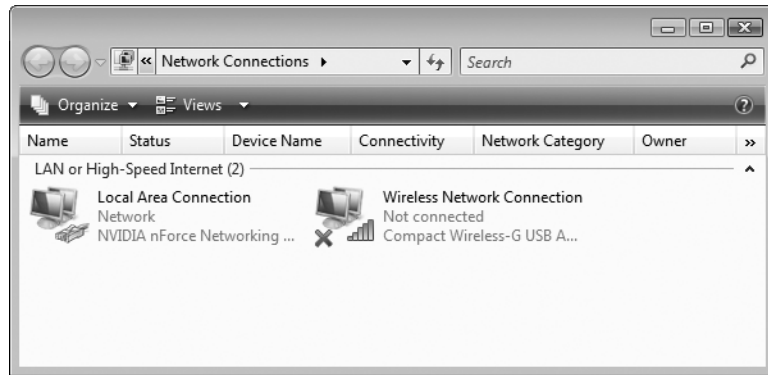 « Network Connections
Search
Organize Views
Name Status Device Name Connectivity Network Category Owner »
LAN or High-Speed Internet (2)
Local Area Connection
Network
NVIDIA nForce Networking ...
Wireless Network Connection
Not connected
Compact Wireless-G USB A...